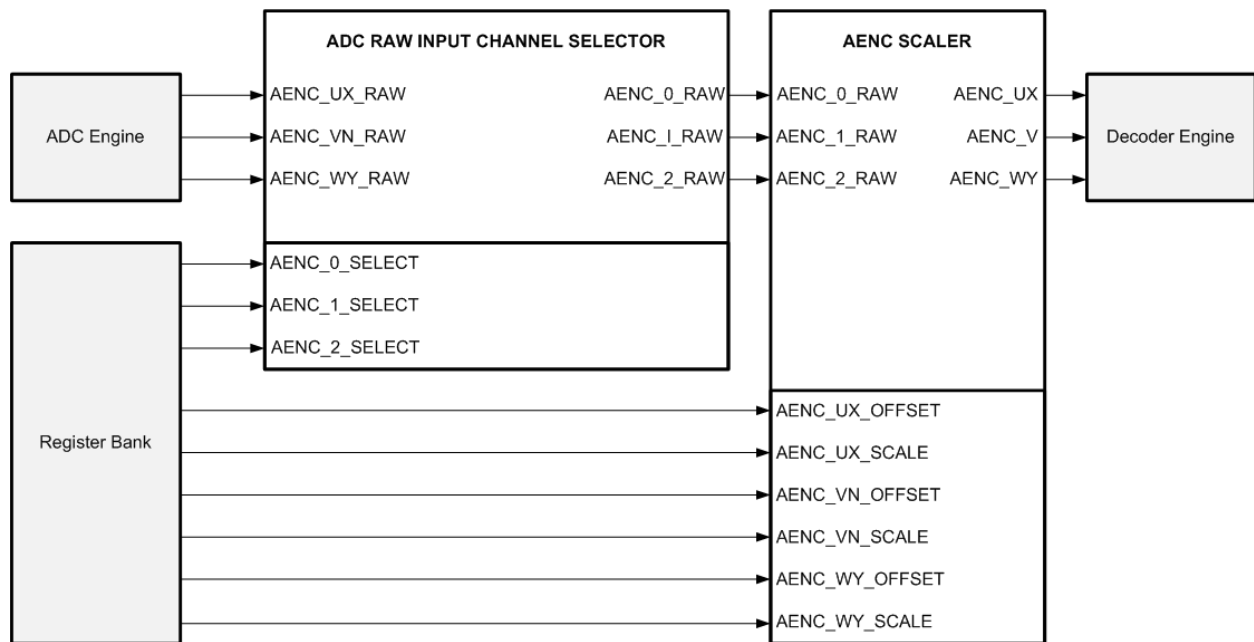 ADC RAW INPUT CHANNEL SELECTOR
AENC SCALER
ADC Engine
AENC_UX_RAW
AENC_VN_RAW
AENC_WY_RAW
AENC_0_RAW
AENC_I_RAW
AENC_2_RAW
AENC_0_RAW
AENC_1_RAW
AENC_2_RAW
AENC_UX
AENC_V
AENC_WY
Decoder Engine
Register Bank
AENC_0_SELECT
AENC_1_SELECT
AENC_2_SELECT
AENC_UX_OFFSET
AENC_UX_SCALE
AENC_VN_OFFSET
AENC_VN_SCALE
AENC_WY_OFFSET
AENC_WY_SCALE